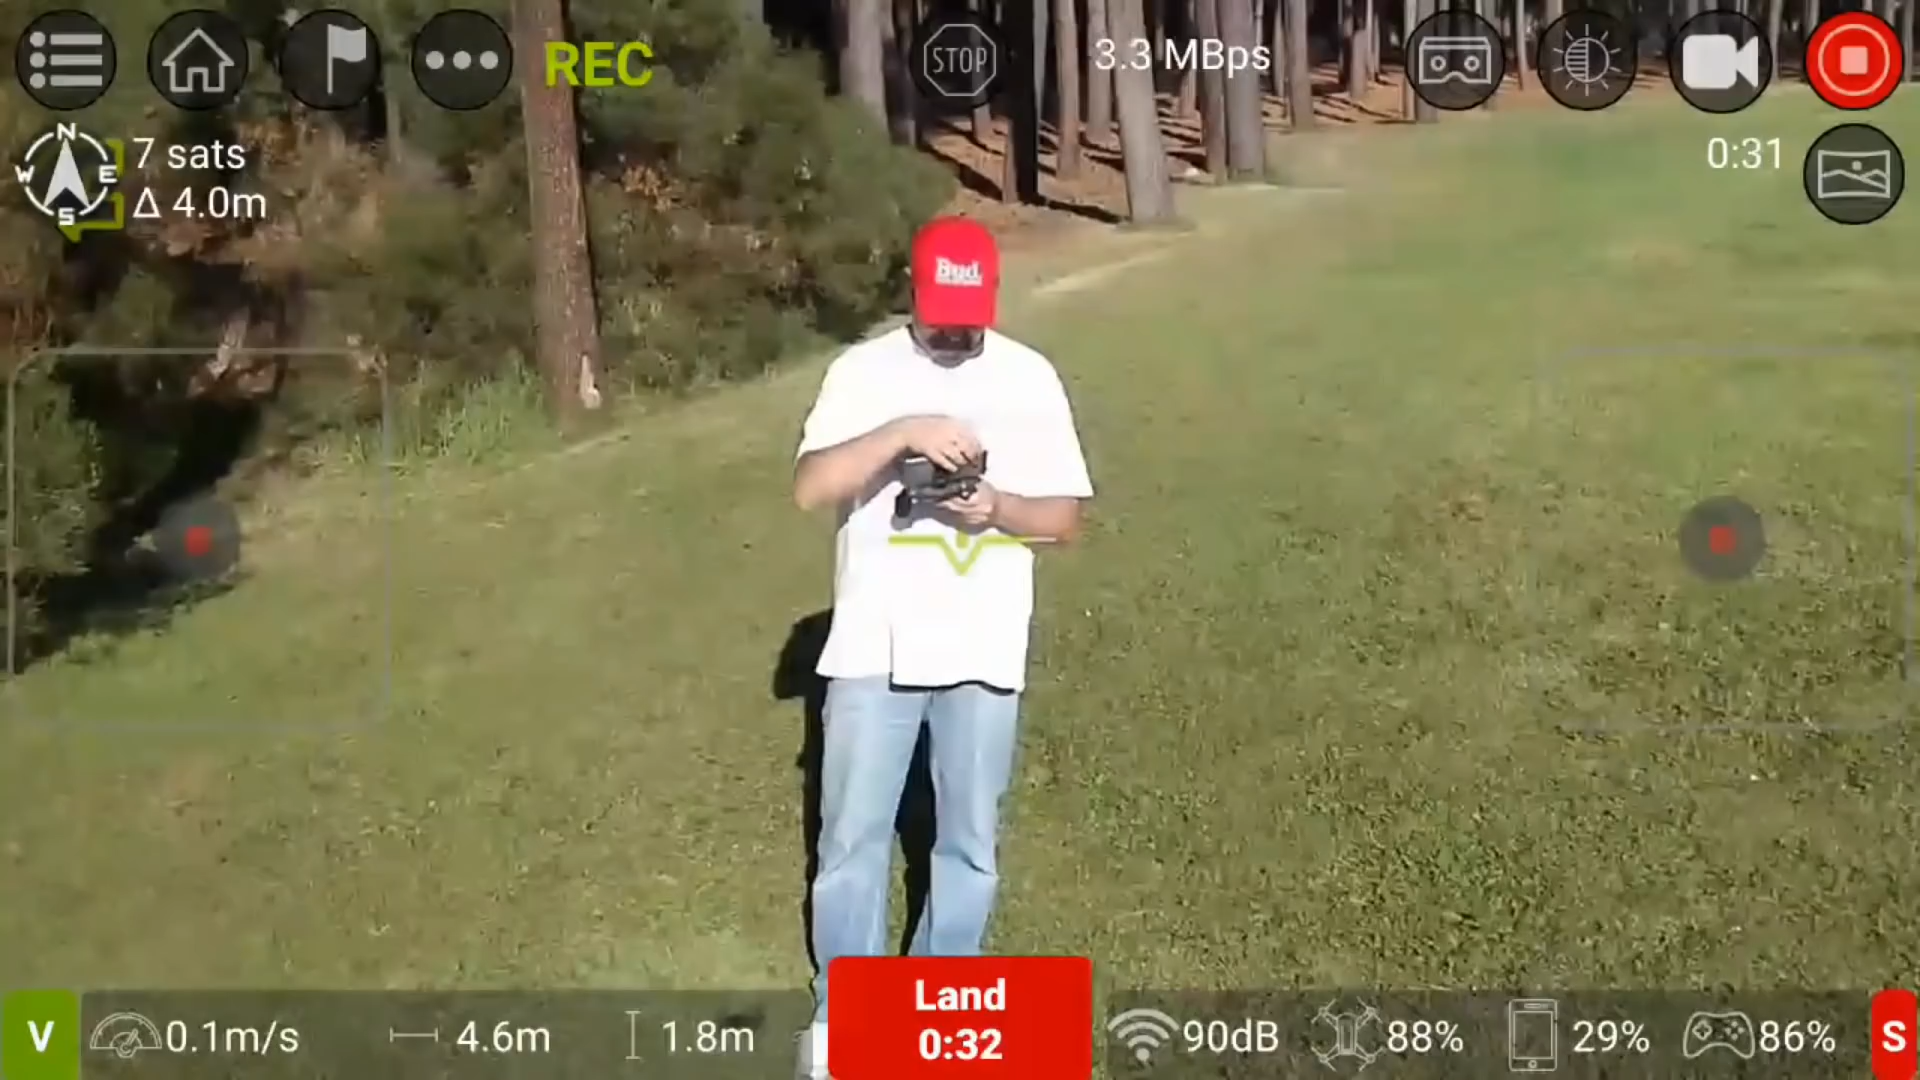 REC
STOP
3.3 MBps
N
W E
S
7 sats
Δ 4.0m
0:31
Bud
V
0.1m/s
4.6m
1.8m
Land
0:32
90dB
88%
29%
86%
S